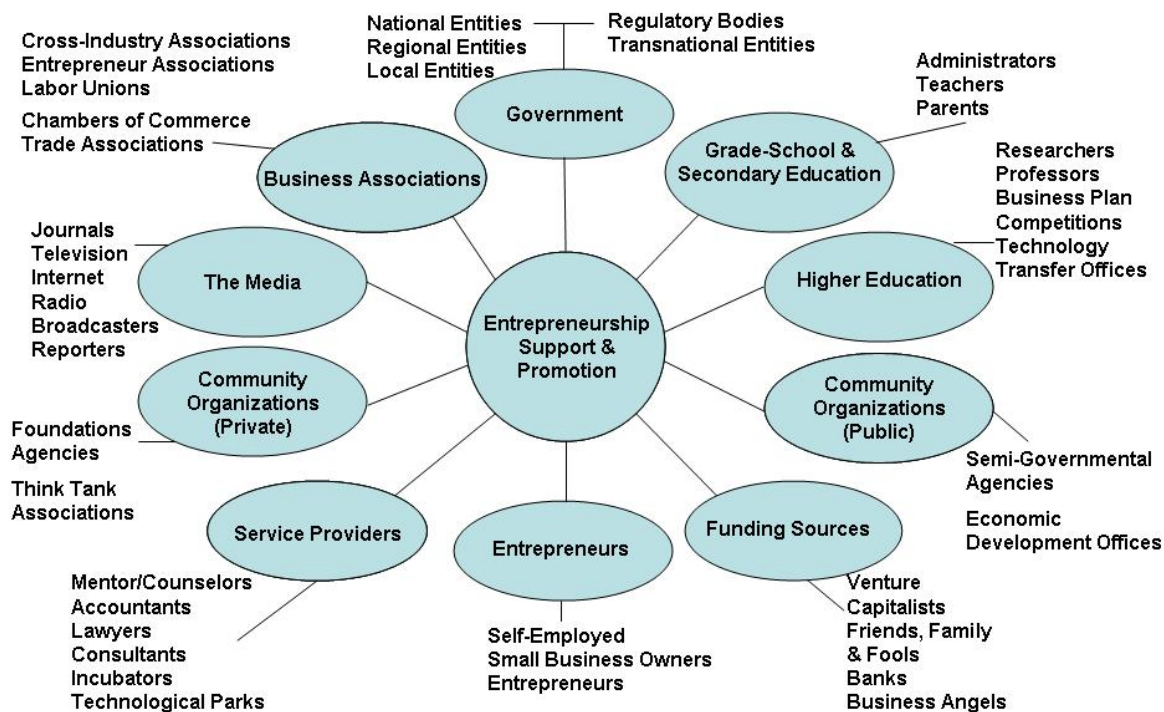 National Entities
Regional Entities
Local Entities
Regulatory Bodies
Transnational Entities
Government
Cross-Industry Associations
Entrepreneur Associations
Labor Unions
Chambers of Commerce
Trade Associations
Business Associations
Administrators
Teachers
Parents
Grade-School &
Secondary Education
Researchers
Professors
Business Plan
Competitions
Technology
Transfer Offices
Higher Education
Journals
Television
Internet
Radio
Broadcasters
Reporters
The Media
Entrepreneurship
Support &
Promotion
Community
Organizations
(Private)
Foundations
Agencies
Think Tank
Associations
Community
Organizations
(Public)
Semi-Governmental
Agencies
Economic
Development Offices
Service Providers
Mentor/Counselors
Accountants
Lawyers
Consultants
Incubators
Technological Parks
Entrepreneurs
Self-Employed
Small Business Owners
Entrepreneurs
Funding Sources
Venture
Capitalists
Friends, Family
& Fools
Banks
Business Angels